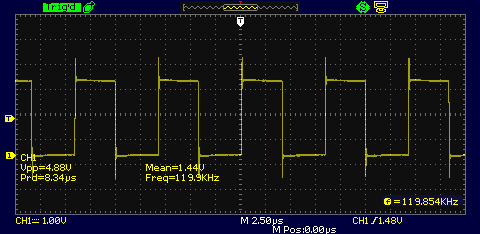 Trig'd
T
T
CH1
Vpp=4.88V Mean=1.44V
Prd=8.34µs Freq=119.9KHz
1
f = 119.854KHz
CH1 1.00V M 2.50µs CH1 /1.48V
M Pos:0.00µs